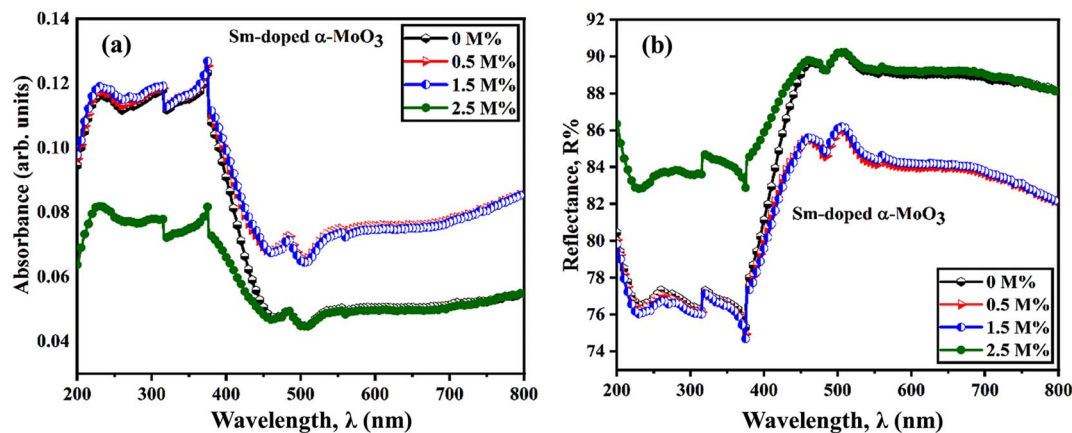 (a)
Sm-doped α-MoO3
0 M%
0.5 M%
1.5 M%
2.5 M%
Absorbance (arb. units)
0.14
0.12
0.10
0.08
0.06
0.04
200 300 400 500 600 700 800
Wavelength, λ (nm)
(b)
Sm-doped α-MoO3
0 M%
0.5 M%
1.5 M%
2.5 M%
Reflectance, R%
92%
90
88
86
84
82
80
78
76
74
200 300 400 500 600 700 800
Wavelength, λ (nm)